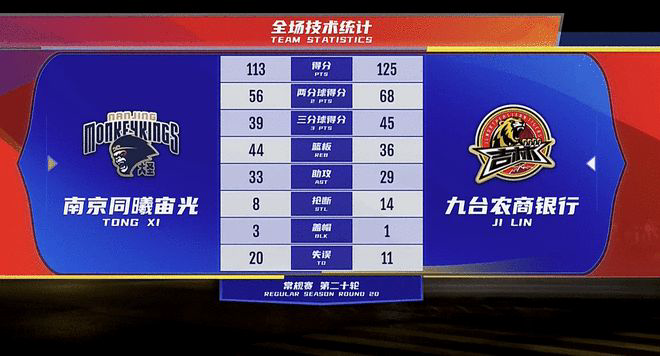 全场技术统计
TEAM STATISTICS
113 得分 125
PTS
56 两分球得分 68
2 PTS
39 三分球得分 45
3 PTS
44 篮板 36
REB
33 助攻 29
AST
8 抢断 14
STL
3 盖帽 1
BLK
20 失误 11
TO
NANJING
MONKEYKINGS
南京同曦宙光
TONG XI
吉林
九台农商银行
JI LIN
常规赛 第二十轮
REGULAR SEASON ROUND 20